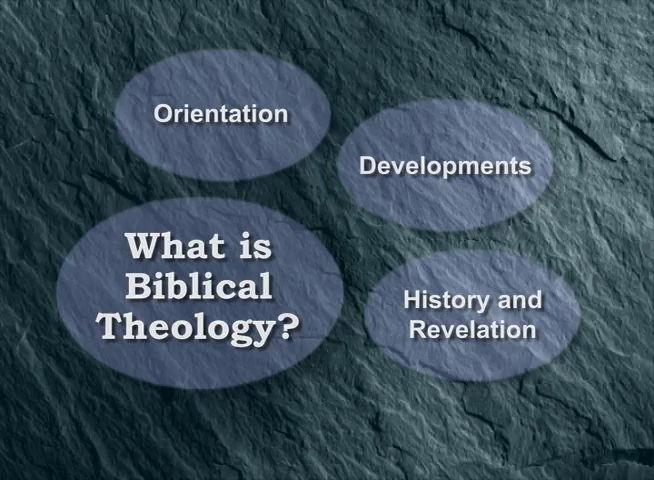 Orientation
Developments
What is
Biblical
Theology?
History and
Revelation